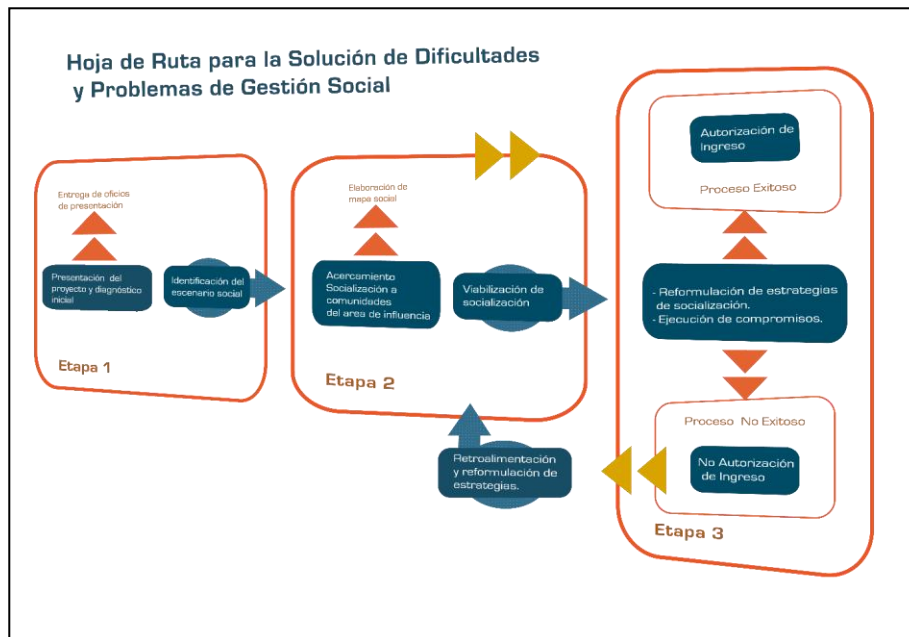 Hoja de Ruta para la Solución de Dificultades
y Problemas de Gestión Social
Entrega de oficios
de presentación
Presentación del
proyecto y diagnóstico
inicial
Identificación del
escenario social
Etapa 1
Elaboración de
mapa social
Acercamiento
Socialización a
comunidades
del area de influencia
Viabilización de
socialización
Etapa 2
Retroalimentación
y reformulación de
estrategias.
Autorización de
Ingreso
Proceso Exitoso
- Reformulación de estrategias
de socialización.
- Ejecución de compromisos.
Proceso No Exitoso
No Autorización
de Ingreso
Etapa 3